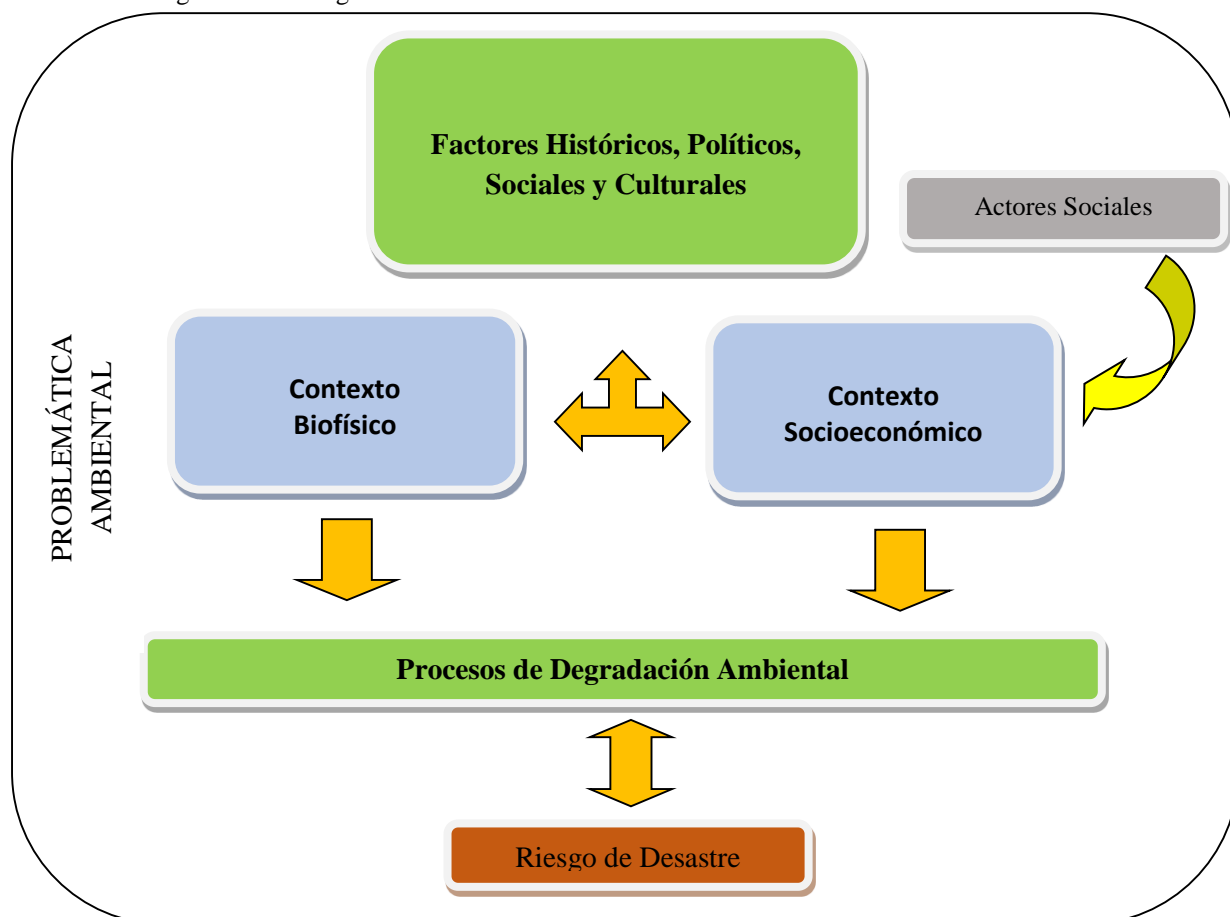 Factores Históricos, Políticos,
Sociales y Culturales
Actores Sociales
PROBLEMÁTICA
AMBIENTAL
Contexto
Biofísico
Contexto
Socioeconómico
Procesos de Degradación Ambiental
Riesgo de Desastre